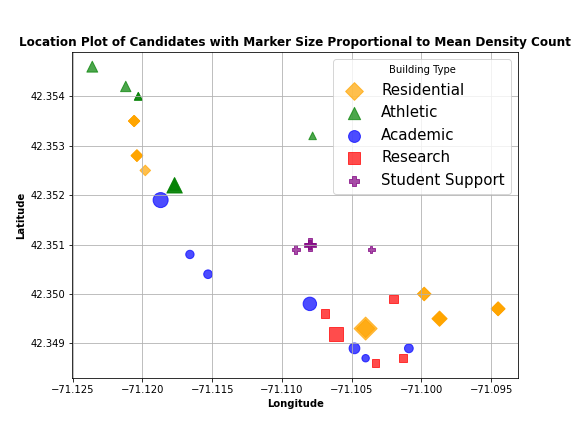 Location Plot of Candidates with Marker Size Proportional to Mean Density Count
Building Type
Residential
Athletic
Academic
Research
Student Support
42.354
42.353
42.352
42.351
42.350
42.349
Latitude
−71.125 −71.120 −71.115 −71.110 −71.105 −71.100 −71.095
Longitude